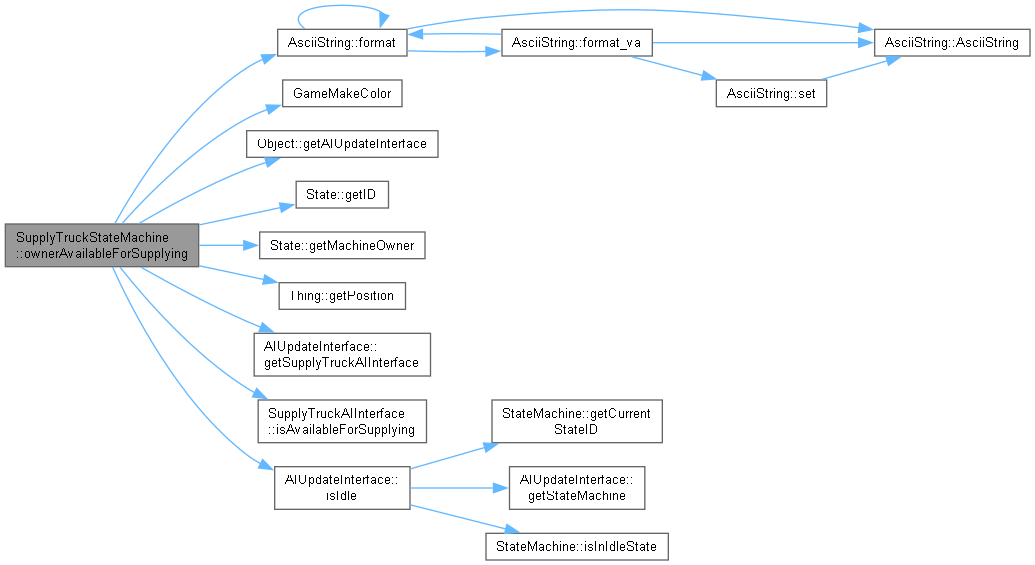 AsciiString::format
AsciiString::format_va
AsciiString::AsciiString
AsciiString::set
GameMakeColor
Object::getAIUpdateInterface
State::getID
SupplyTruckStateMachine
::ownerAvailableForSupplying
State::getMachineOwner
Thing::getPosition
AIUpdateInterface::
getSupplyTruckAIInterface
SupplyTruckAIInterface
::isAvailableForSupplying
StateMachine::getCurrent
StateID
AIUpdateInterface::
isIdle
AIUpdateInterface::
getStateMachine
StateMachine::isInIdleState